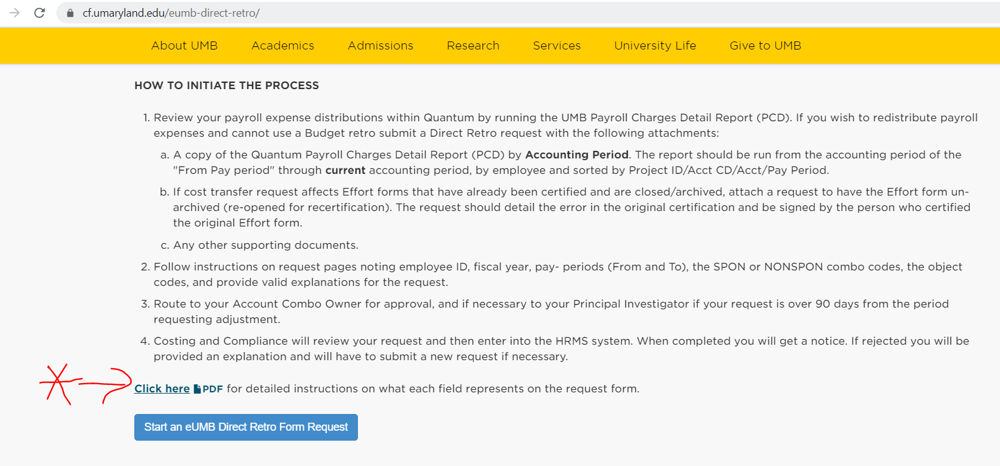 cf.umaryland.edu/eumb-direct-retro/
About UMB Academics Admissions Research Services University Life Give to UMB
HOW TO INITIATE THE PROCESS
1. Review your payroll expense distributions within Quantum by running the UMB Payroll Charges Detail Report (PCD). If you wish to redistribute payroll
expenses and cannot use a Budget retro submit a Direct Retro request with the following attachments:
a. A copy of the Quantum Payroll Charges Detail Report (PCD) by Accounting Period. The report should be run from the accounting period of the
"From Pay period" through current accounting period, by employee and sorted by Project ID/Acct CD/Acct/Pay Period.
b. If cost transfer request affects Effort forms that have already been certified and are closed/archived, attach a request to have the Effort form un-
archived (re-opened for recertification). The request should detail the error in the original certification and be signed by the person who certified
the original Effort form.
c. Any other supporting documents.
2. Follow instructions on request pages noting employee ID, fiscal year, pay- periods (From and To), the SPON or NONSPON combo codes, the object
codes, and provide valid explanations for the request.
3. Route to your Account Combo Owner for approval, and if necessary to your Principal Investigator if your request is over 90 days from the period
requesting adjustment.
4. Costing and Compliance will review your request and then enter into the HRMS system. When completed you will get a notice. If rejected you will be
provided an explanation and will have to submit a new request if necessary.
Click here PDF for detailed instructions on what each field represents on the request form.
Start an eUMB Direct Retro Form Request